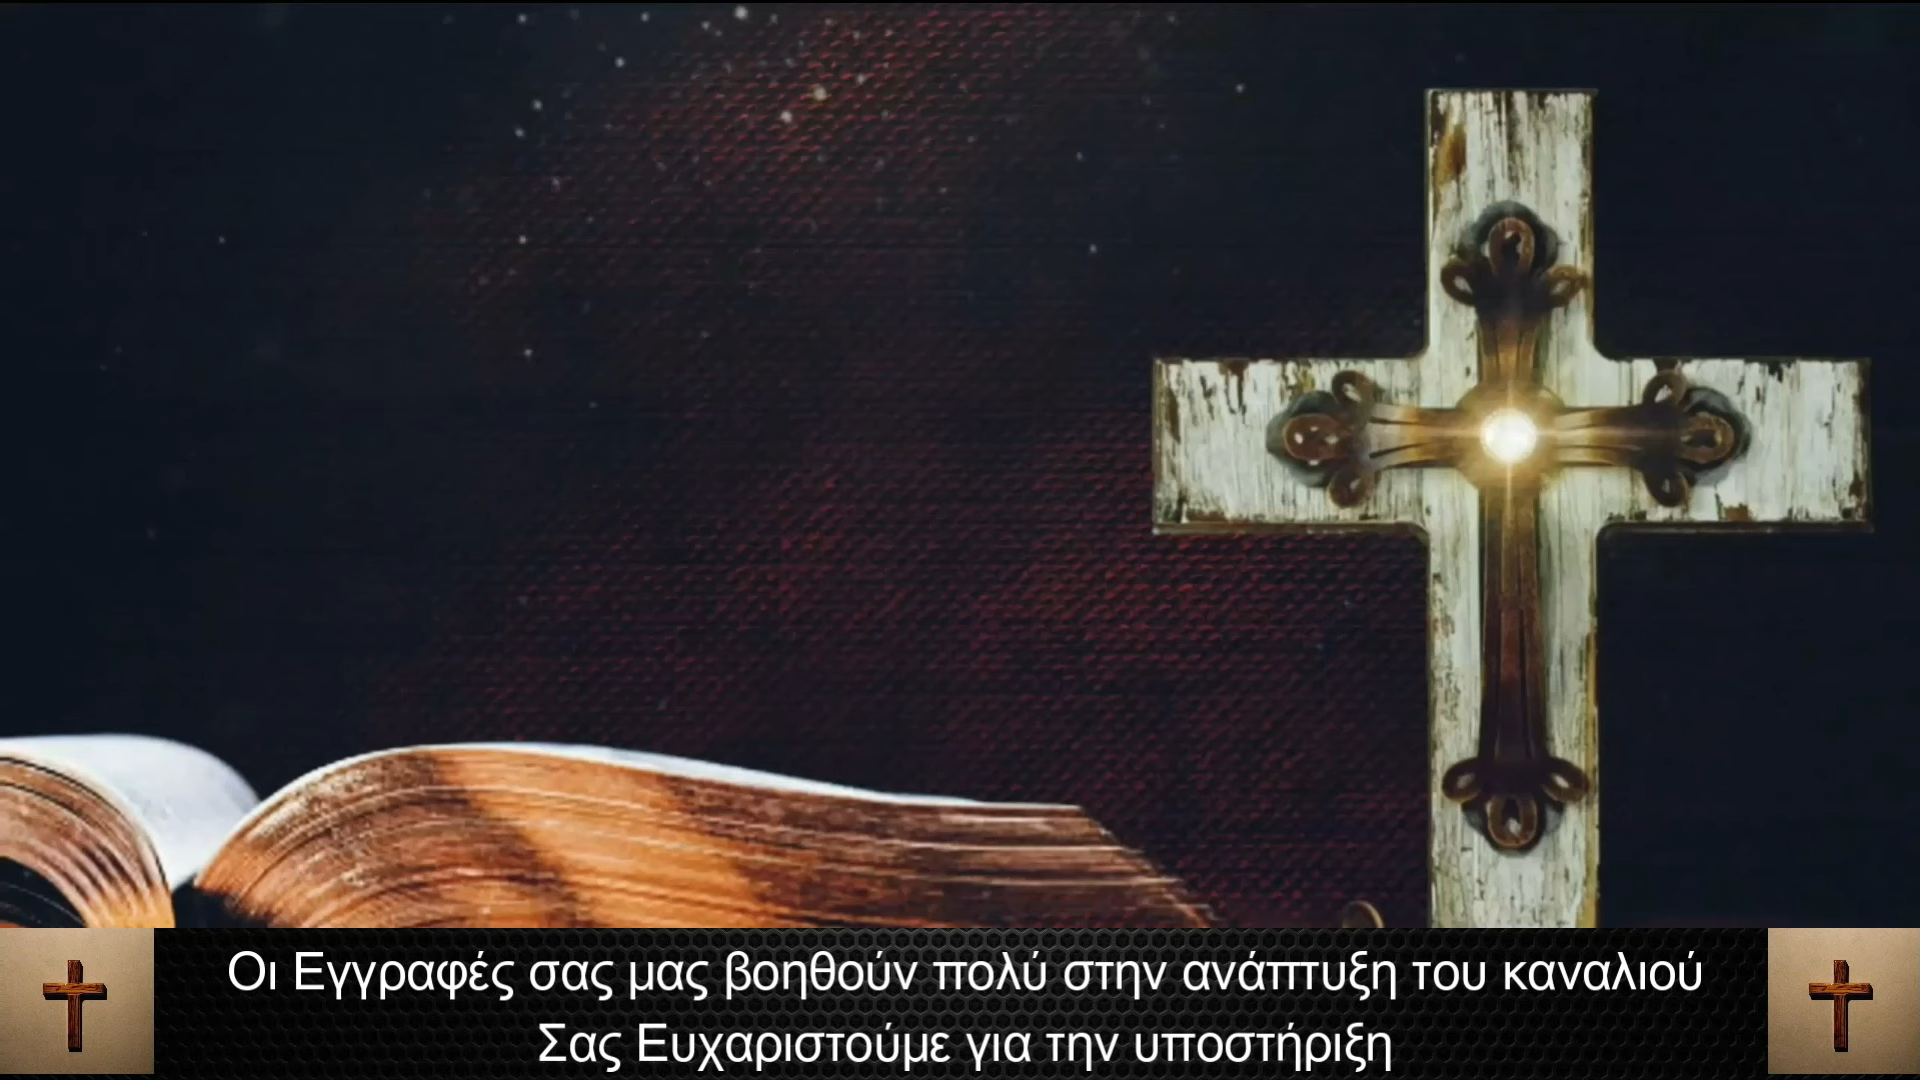 Οι Εγγραφές σας μας βοηθούν πολύ στην ανάπτυξη του καναλιού
Σας Ευχαριστούμε για την υποστήριξη